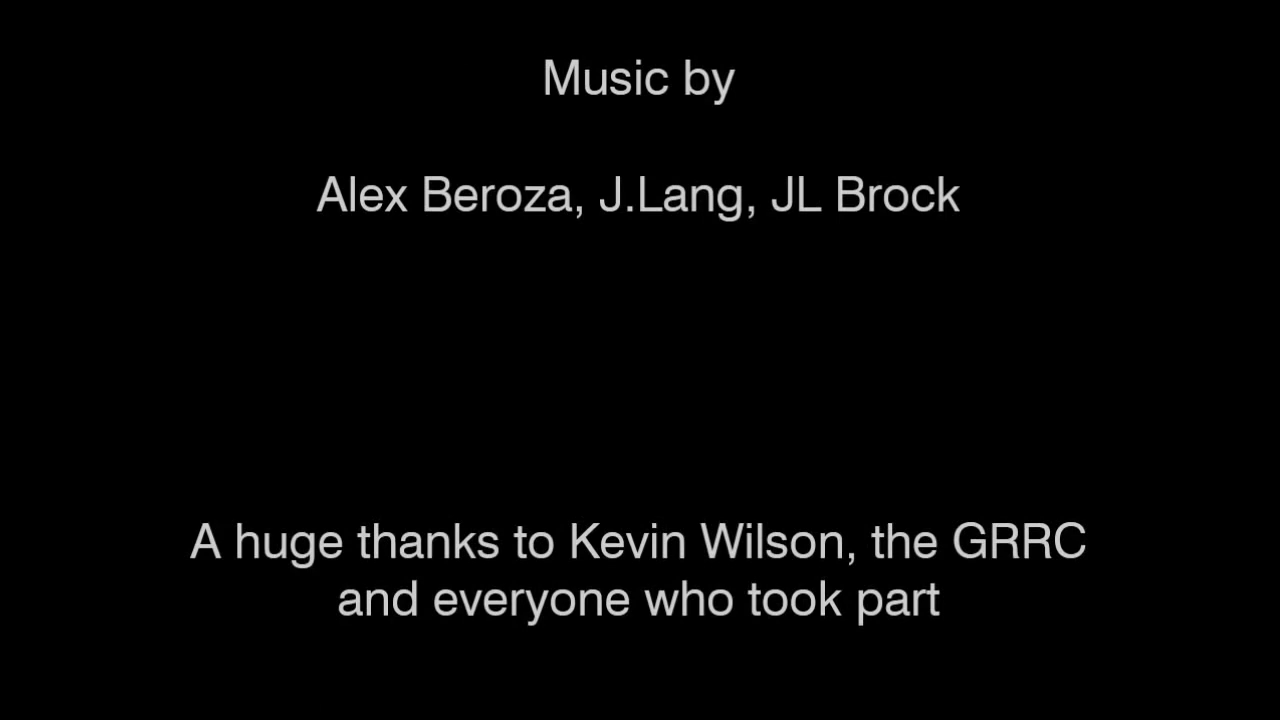 Music by
Alex Beroza, J.Lang, JL Brock
A huge thanks to Kevin Wilson, the GRRC
and everyone who took part